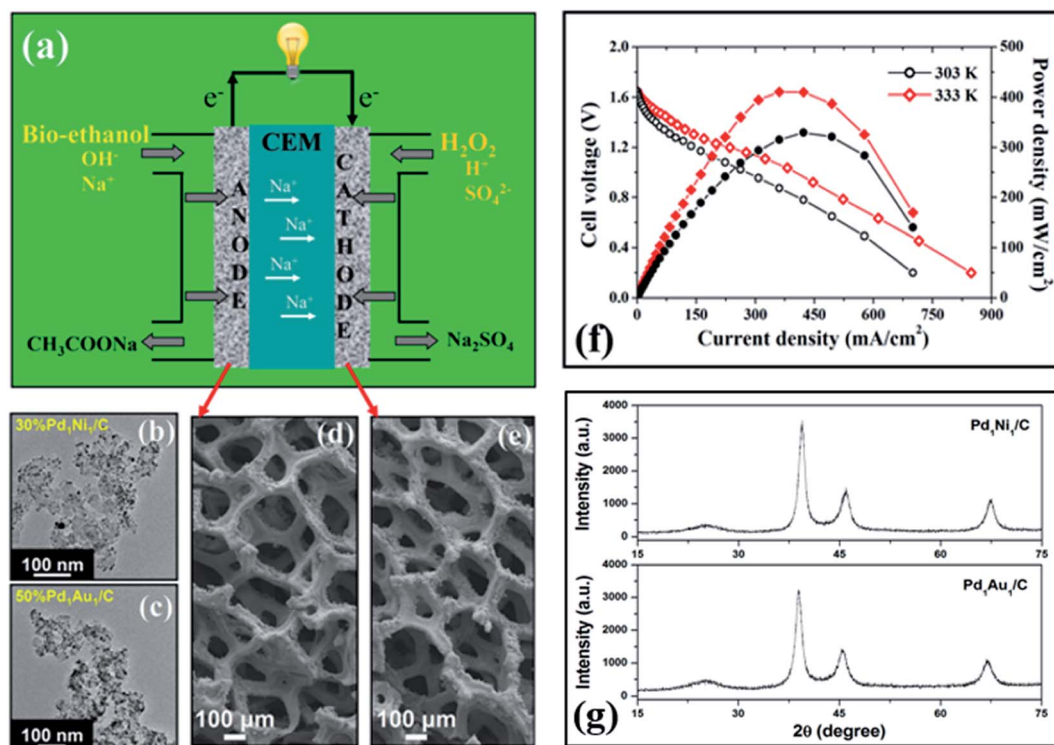 (a)
e⁻
e⁻
Bio-ethanol
OH⁻
Na⁺
CEM
H₂O₂
H⁺
SO₄²⁻
ANODE
CATHODE
Na⁺
Na⁺
Na⁺
Na⁺
CH₃COONa
Na₂SO₄
30%Pd₁Ni₁/C
(b)
100 nm
50%Pd₁Au₁/C
(c)
100 nm
(d)
100 µm
(e)
100 µm
2.0
1.6
1.2
0.8
0.4
0.0
Cell voltage (V)
500
400
300
200
100
0
Power density (mW/cm²)
303 K
333 K
0 150 300 450 600 750 900
Current density (mA/cm²)
(f)
4000
3000
2000
1000
0
Intensity (a.u.)
Pd₁Ni₁/C
15 30 45 60 75
4000
3000
2000
1000
0
Intensity (a.u.)
Pd₁Au₁/C
15 30 45 60 75
2θ (degree)
(g)